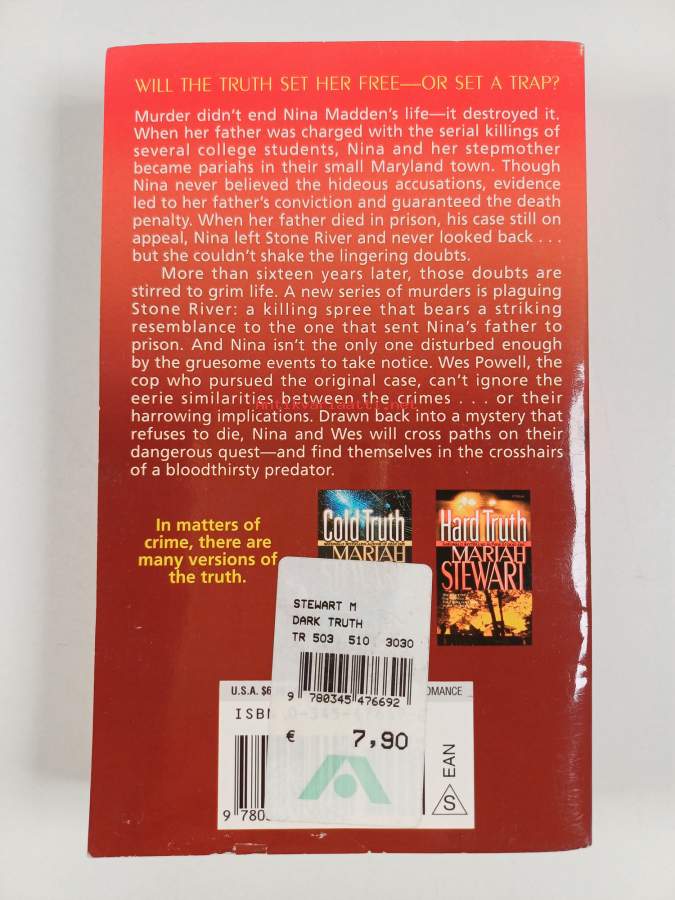 WILL THE TRUTH SET HER FREE—OR SET A TRAP?
Murder didn't end Nina Madden's life—it destroyed it.
When her father was charged with the serial killings of
several college students, Nina and her stepmother
became pariahs in their small Maryland town. Though
Nina never believed the hideous accusations, evidence
led to her father's conviction and guaranteed the death
penalty. When her father died in prison, his case still on
appeal, Nina left Stone River and never looked back . . .
but she couldn't shake the lingering doubts.
More than sixteen years later, those doubts are
stirred to grim life. A new series of murders is plaguing
Stone River: a killing spree that bears a striking
resemblance to the one that sent Nina's father to
prison. And Nina isn't the only one disturbed enough
by the gruesome events to take notice. Wes Powell, the
cop who pursued the original case, can't ignore the
eerie similarities between the crimes . . . or their
Antikvariaatti.net
harrowing implications. Drawn back into a mystery that
refuses to die, Nina and Wes will cross paths on their
dangerous quest—and find themselves in the crosshairs
of a bloodthirsty predator.
In matters of
crime, there are
many versions of
the truth.
Cold Truth
MARIAH
Hard Truth
MARIAH
STEWART
STEWART M
DARK TRUTH
TR 503 510 3030
9 780345 476692
€ 7,90
U.S.A. $6
ROMANCE
ISBN 0-345-
9 780
S
EAN